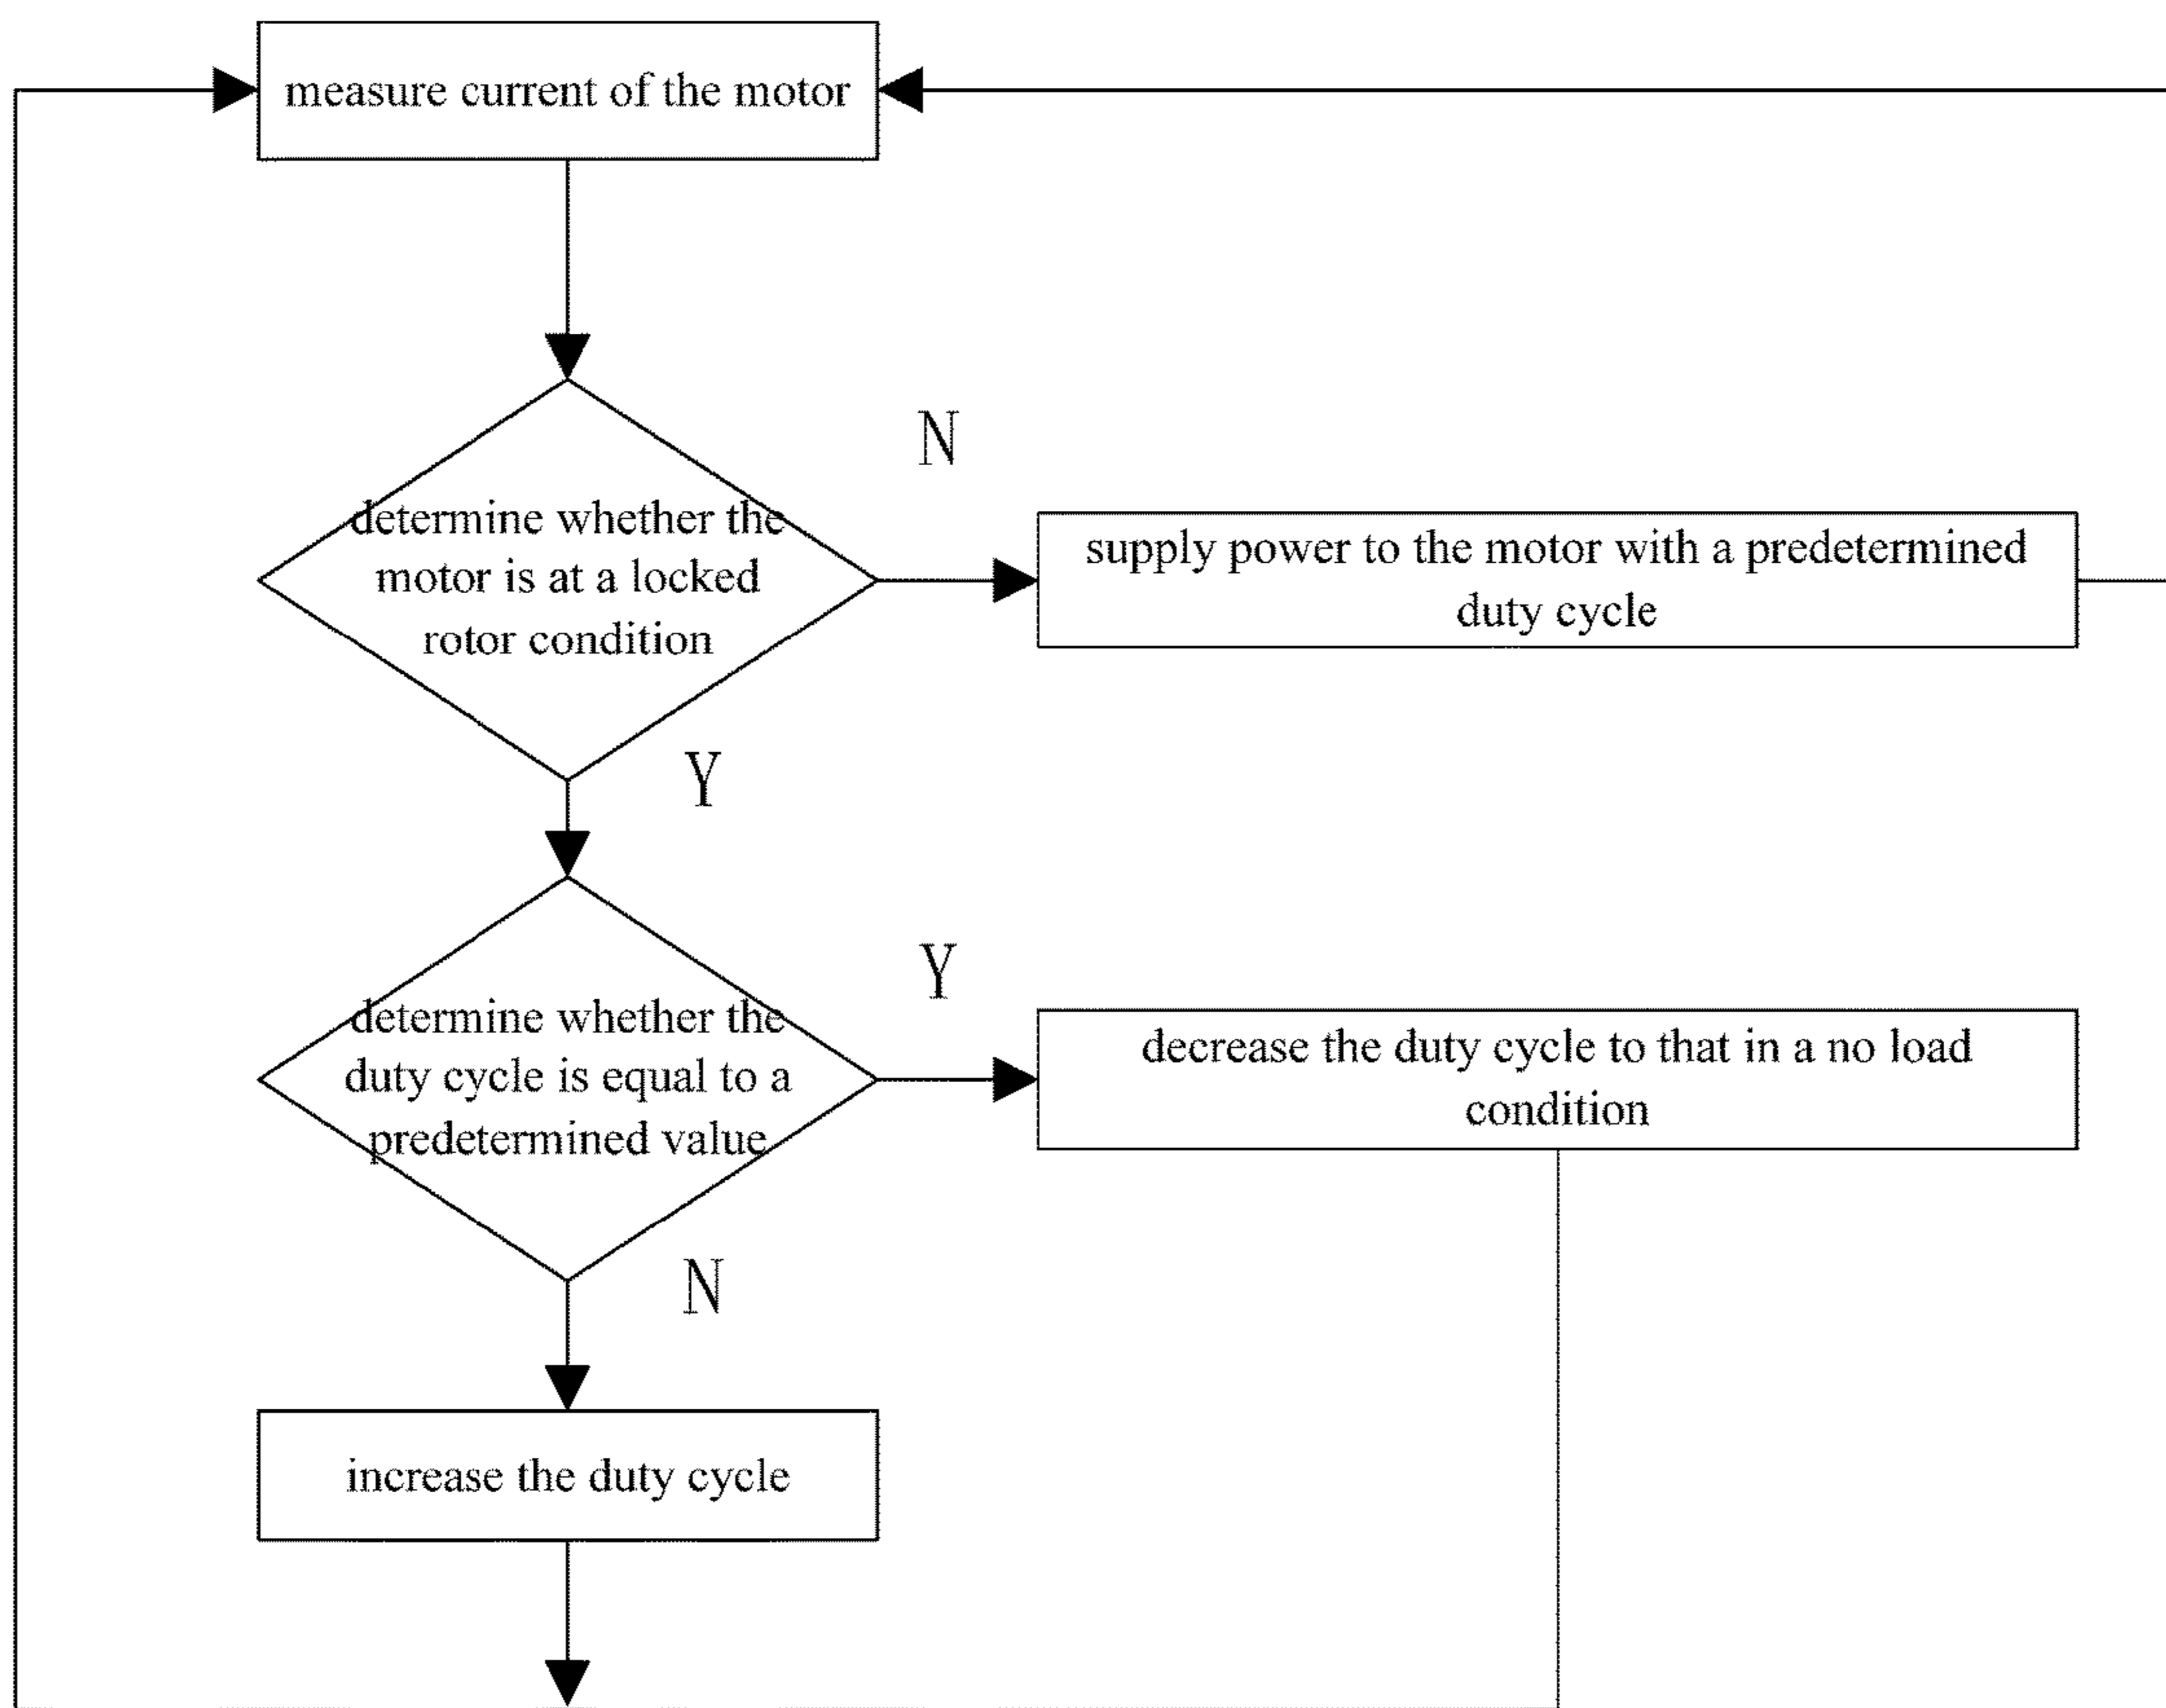 measure current of the motor
N
determine whether the
motor is at a locked
rotor condition
supply power to the motor with a predetermined
duty cycle
Y
Y
determine whether the
duty cycle is equal to a
predetermined value
decrease the duty cycle to that in a no load
condition
N
increase the duty cycle